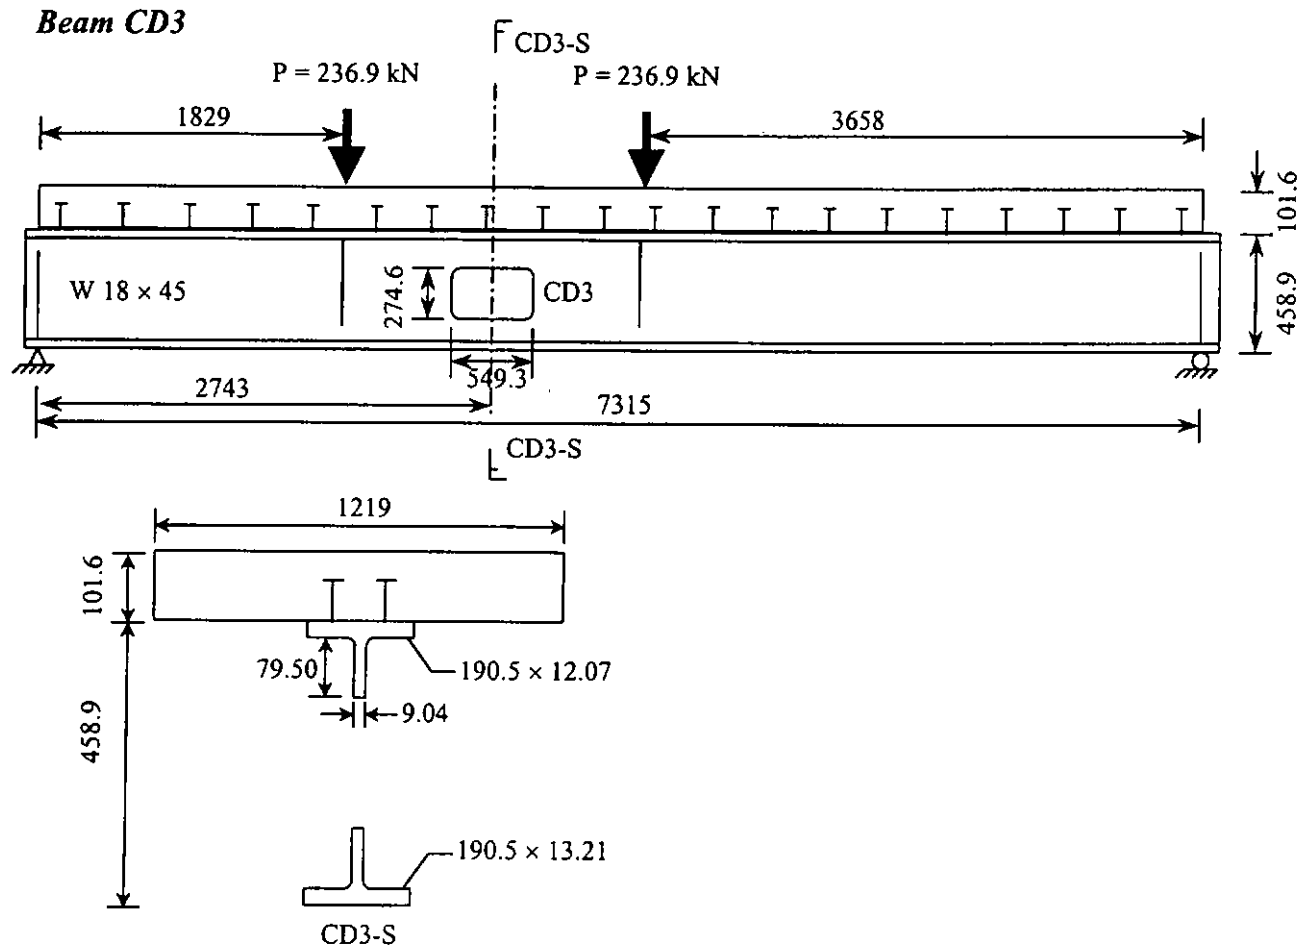 Beam CD3
CD3-S
P = 236.9 kN
P = 236.9 kN
1829
3658
101.6
W 18 × 45
274.6
CD3
458.9
549.3
2743
7315
CD3-S
1219
101.6
79.50
190.5 × 12.07
9.04
458.9
190.5 × 13.21
CD3-S